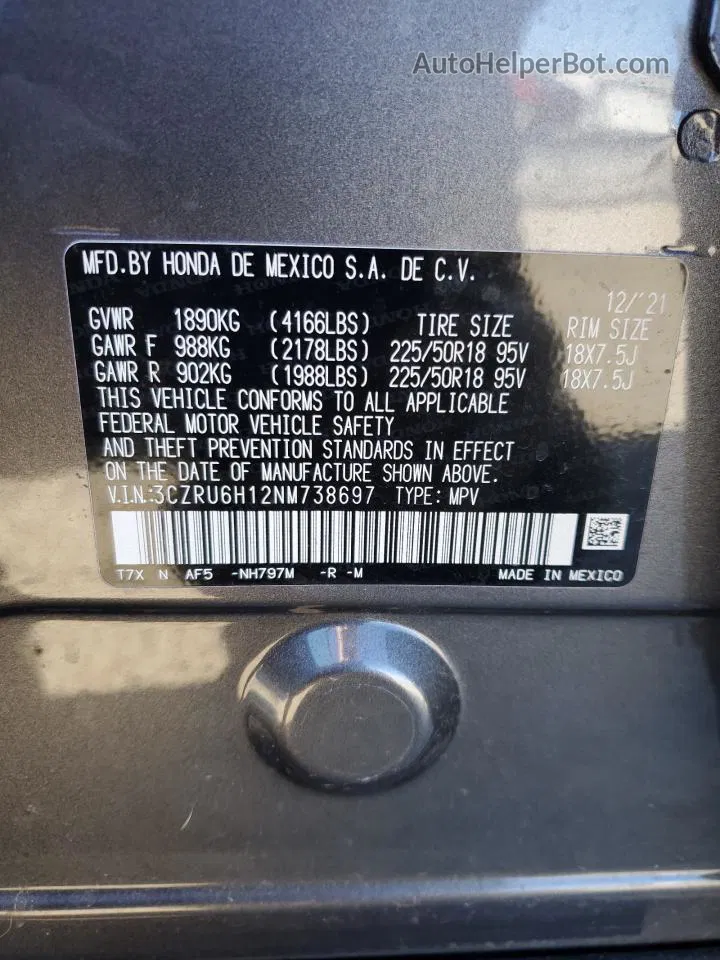 AutoHelperBot.com
MFD.BY HONDA DE MEXICO S.A. DE C.V.
12/'21
GVWR 1890KG (4166LBS) TIRE SIZE RIM SIZE
GAWR F 988KG (2178LBS) 225/50R18 95V 18X7.5J
GAWR R 902KG (1988LBS) 225/50R18 95V 18X7.5J
THIS VEHICLE CONFORMS TO ALL APPLICABLE
FEDERAL MOTOR VEHICLE SAFETY
AND THEFT PREVENTION STANDARDS IN EFFECT
ON THE DATE OF MANUFACTURE SHOWN ABOVE.
V.I.N.:3CZRU6H12NM738697 TYPE: MPV
T7X N AF5 -NH797M -R -M MADE IN MEXICO